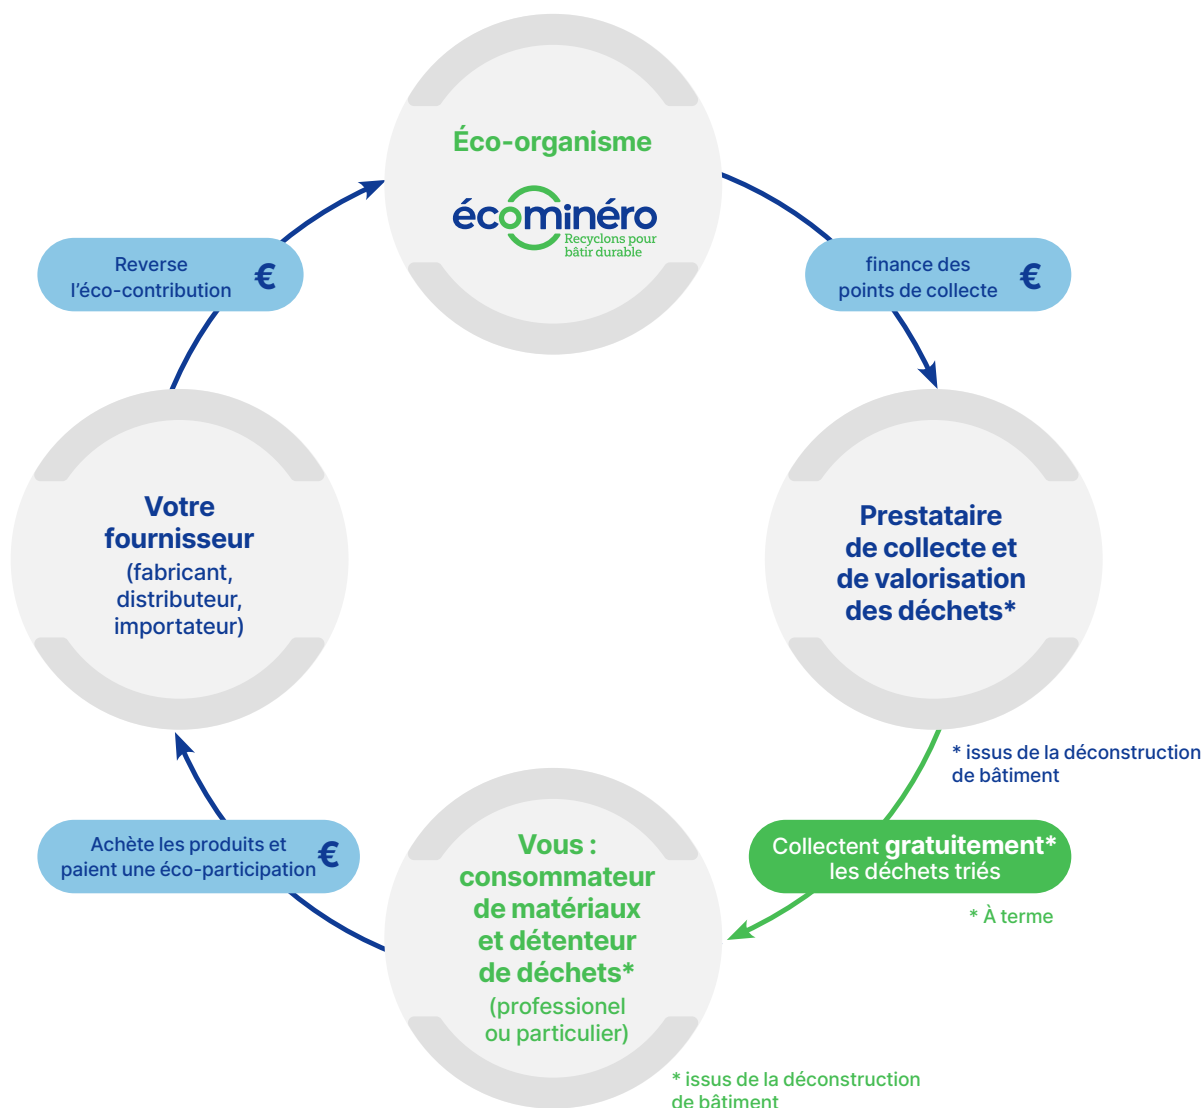 Éco-organisme
écominéro
Recyclons pour
bâtir durable
Reverse
l’éco-contribution €
finance des
points de collecte €
Votre
fournisseur
(fabricant,
distributeur,
importateur)
Prestataire
de collecte et
de valorisation
des déchets*
* issus de la déconstruction
de bâtiment
Achète les produits et
paient une éco-participation €
Vous :
consommateur
de matériaux
et détenteur
de déchets*
(professionel
ou particulier)
Collectent gratuitement*
les déchets triés
* À terme
* issus de la déconstruction
de bâtiment